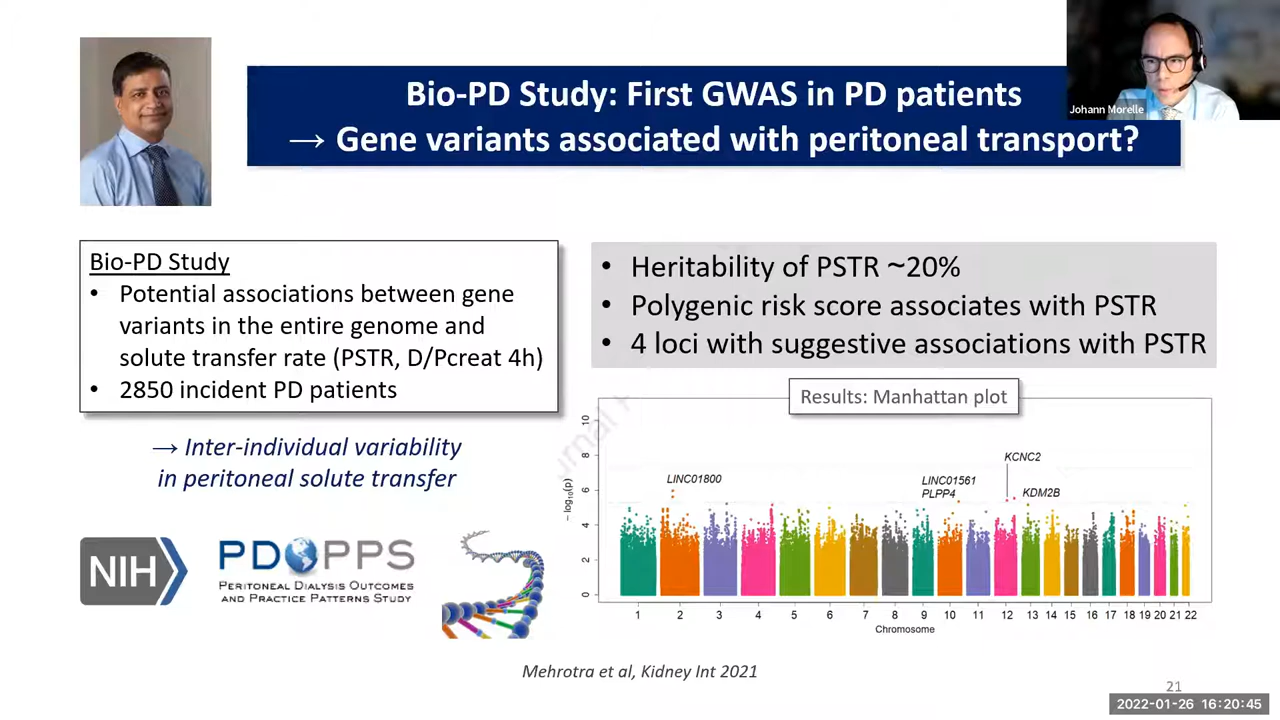 Johann Morelle
Bio-PD Study: First GWAS in PD patients
→ Gene variants associated with peritoneal transport?
Bio-PD Study
• Potential associations between gene
variants in the entire genome and
solute transfer rate (PSTR, D/Pcreat 4h)
• 2850 incident PD patients
→ Inter-individual variability
in peritoneal solute transfer
NIH
PDOPPS
PERITONEAL DIALYSIS OUTCOMES
AND PRACTICE PATTERNS STUDY
• Heritability of PSTR ~20%
• Polygenic risk score associates with PSTR
• 4 loci with suggestive associations with PSTR
Results: Manhattan plot
10
8
6
4
2
0
− log10(p)
LINC01800
LINC01561
PLPP4
KCNC2
KDM2B
1 2 3 4 5 6 7 8 9 10 11 12 13 14 15 16 17 18 19 20 21 22
Chromosome
Mehrotra et al, Kidney Int 2021
21
2022-01-26 16:20:45